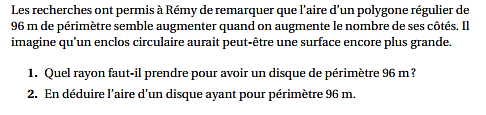 Les recherches ont permis à Rémy de remarquer que l'aire d'un polygone régulier de
96 m de périmètre semble augmenter quand on augmente le nombre de ses côtés. Il
imagine qu'un enclos circulaire aurait peut-être une surface encore plus grande.
1. Quel rayon faut-il prendre pour avoir un disque de périmètre 96 m?
2. En déduire l'aire d'un disque ayant pour périmètre 96 m.